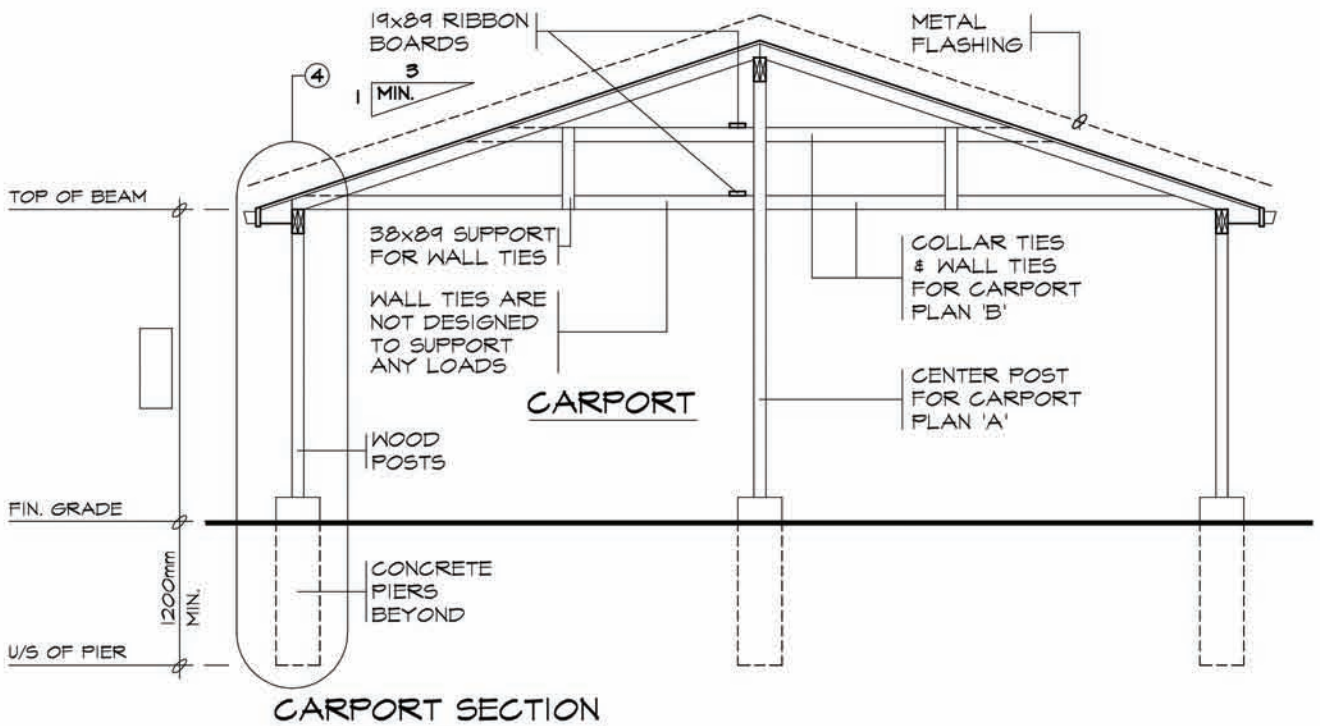 19x89 RIBBON
BOARDS
METAL
FLASHING
4
3
1
MIN.
TOP OF BEAM
38x89 SUPPORT
FOR WALL TIES
WALL TIES ARE
NOT DESIGNED
TO SUPPORT
ANY LOADS
COLLAR TIES
& WALL TIES
FOR CARPORT
PLAN 'B'
CARPORT
CENTER POST
FOR CARPORT
PLAN 'A'
WOOD
POSTS
FIN. GRADE
1200mm
MIN.
CONCRETE
PIERS
BEYOND
U/S OF PIER
CARPORT SECTION